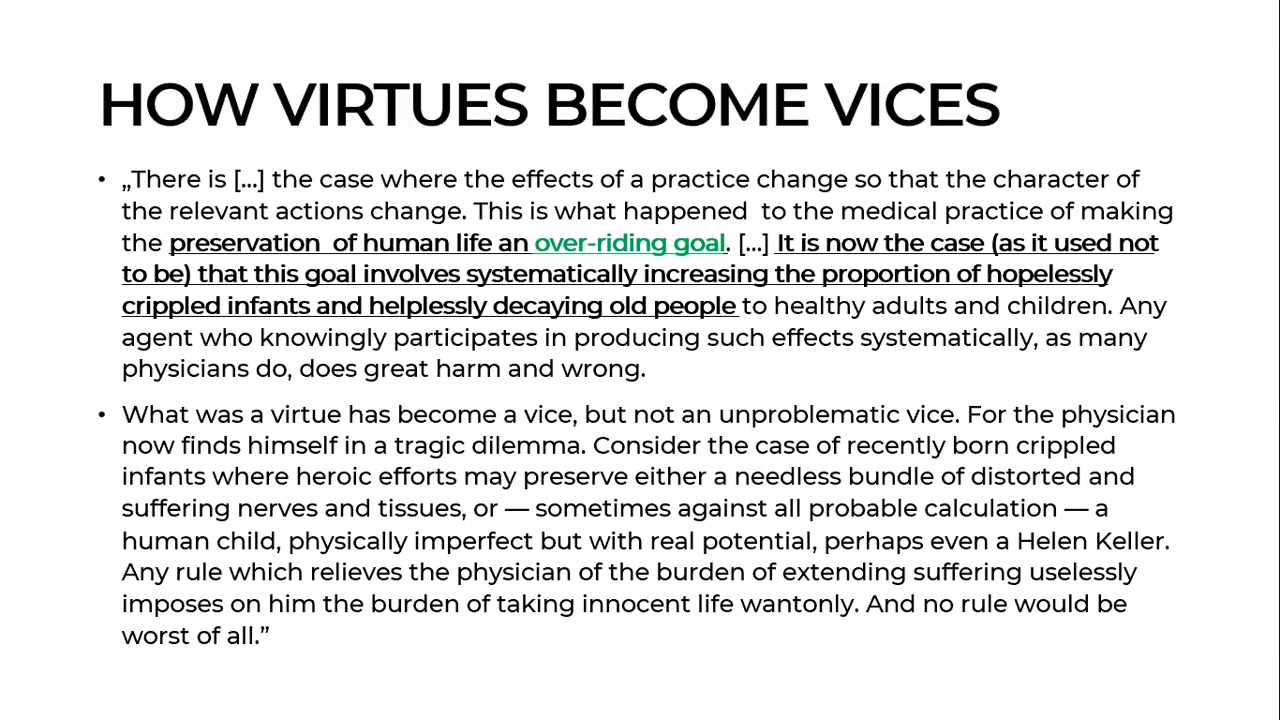 HOW VIRTUES BECOME VICES
• „There is [...] the case where the effects of a practice change so that the character of
the relevant actions change. This is what happened to the medical practice of making
the preservation of human life an over-riding goal. [...] It is now the case (as it used not
to be) that this goal involves systematically increasing the proportion of hopelessly
crippled infants and helplessly decaying old people to healthy adults and children. Any
agent who knowingly participates in producing such effects systematically, as many
physicians do, does great harm and wrong.
• What was a virtue has become a vice, but not an unproblematic vice. For the physician
now finds himself in a tragic dilemma. Consider the case of recently born crippled
infants where heroic efforts may preserve either a needless bundle of distorted and
suffering nerves and tissues, or — sometimes against all probable calculation — a
human child, physically imperfect but with real potential, perhaps even a Helen Keller.
Any rule which relieves the physician of the burden of extending suffering uselessly
imposes on him the burden of taking innocent life wantonly. And no rule would be
worst of all.”